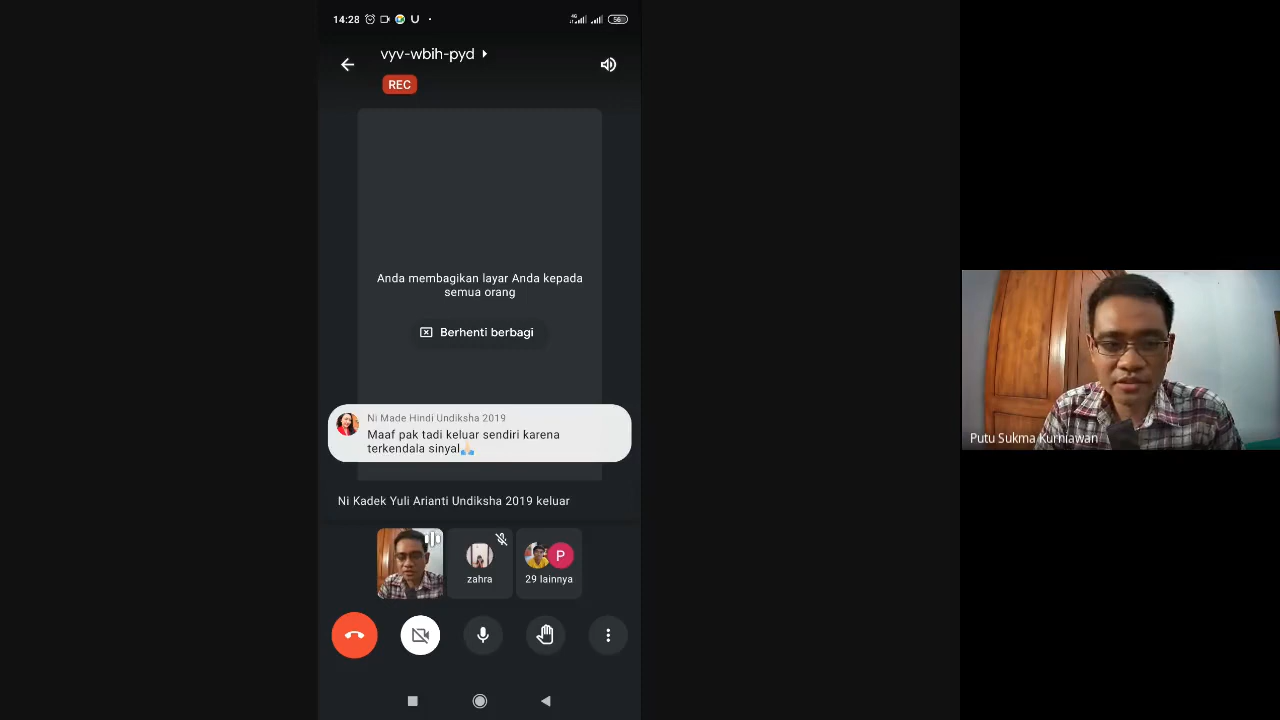 14:28
4G
56
vyv-wbih-pyd
REC
Anda membagikan layar Anda kepada
semua orang
Berhenti berbagi
Ni Made Hindi Undiksha 2019
Maaf pak tadi keluar sendiri karena
terkendala sinyal🙏🏻
Ni Kadek Yuli Arianti Undiksha 2019 keluar
P
zahra
29 lainnya
Putu Sukma Kurniawan